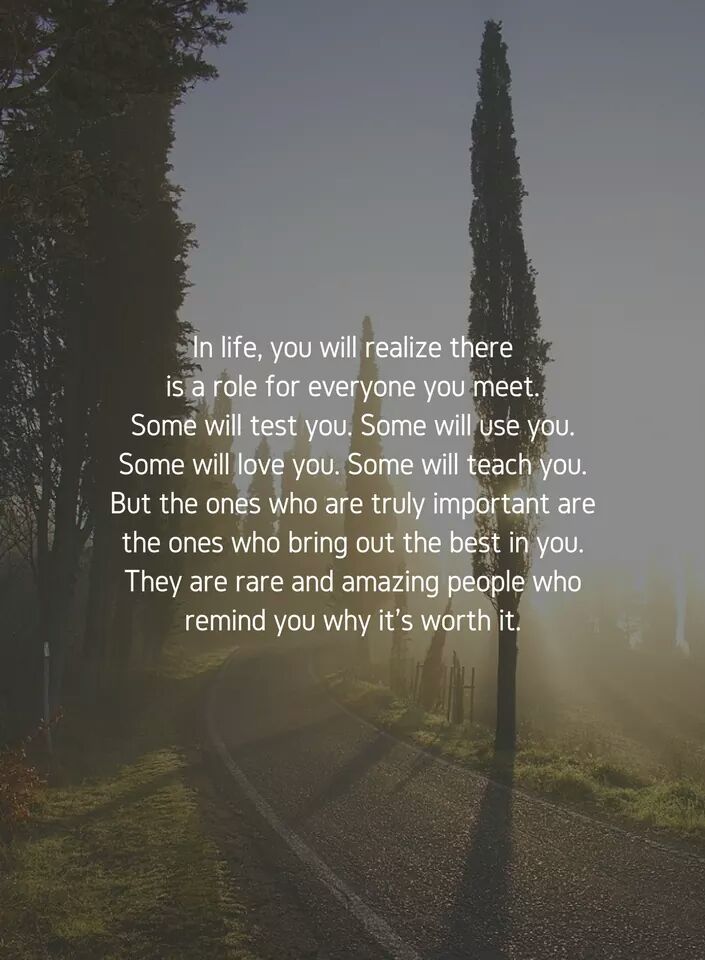 In life, you will realize there
is a role for everyone you meet.
Some will test you. Some will use you.
Some will love you. Some will teach you.
But the ones who are truly important are
the ones who bring out the best in you.
They are rare and amazing people who
remind you why it’s worth it.